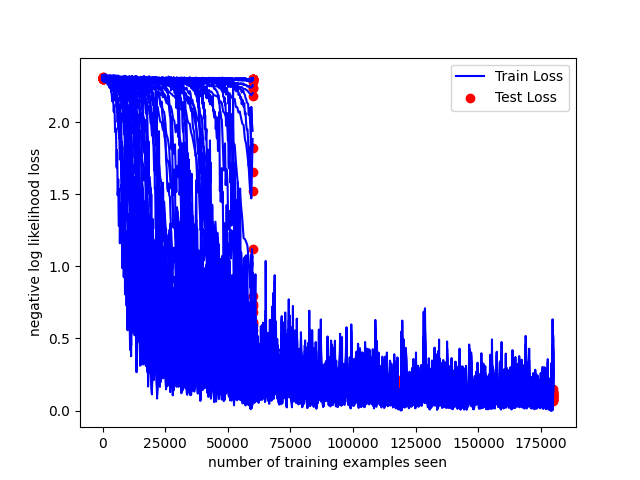 Train Loss
Test Loss
negative log likelihood loss
2.0
1.5
1.0
0.5
0.0
0 25000 50000 75000 100000 125000 150000 175000
number of training examples seen